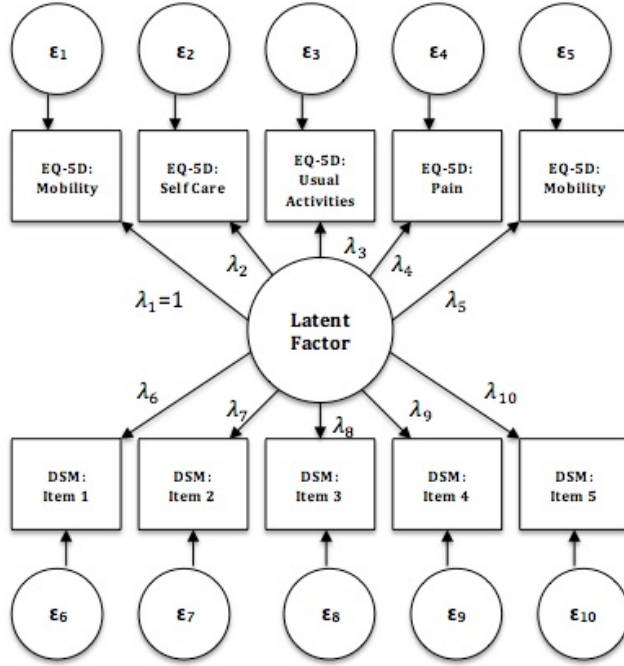 ε₁ ε₂ ε₃ ε₄ ε₅
EQ-5D: Mobility
EQ-5D: Self Care
EQ-5D: Usual Activities
EQ-5D: Pain
EQ-5D: Mobility
λ₁=1 λ₂ λ₃ λ₄ λ₅
Latent
Factor
λ₆ λ₇ λ₈ λ₉ λ₁₀
DSM: Item 1
DSM: Item 2
DSM: Item 3
DSM: Item 4
DSM: Item 5
ε₆ ε₇ ε₈ ε₉ ε₁₀